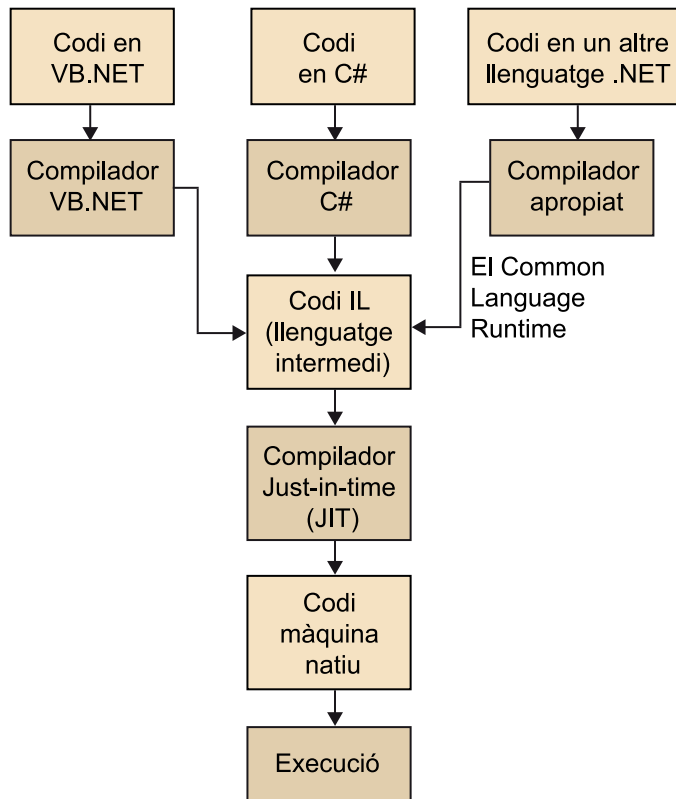 Codi en
VB.NET
Codi
en C#
Codi en un altre
llenguatge .NET
Compilador
VB.NET
Compilador
C#
Compilador
apropiat
El Common
Language
Runtime
Codi IL
(llenguatge
intermedi)
Compilador
Just-in-time
(JIT)
Codi
màquina
natiu
Execució